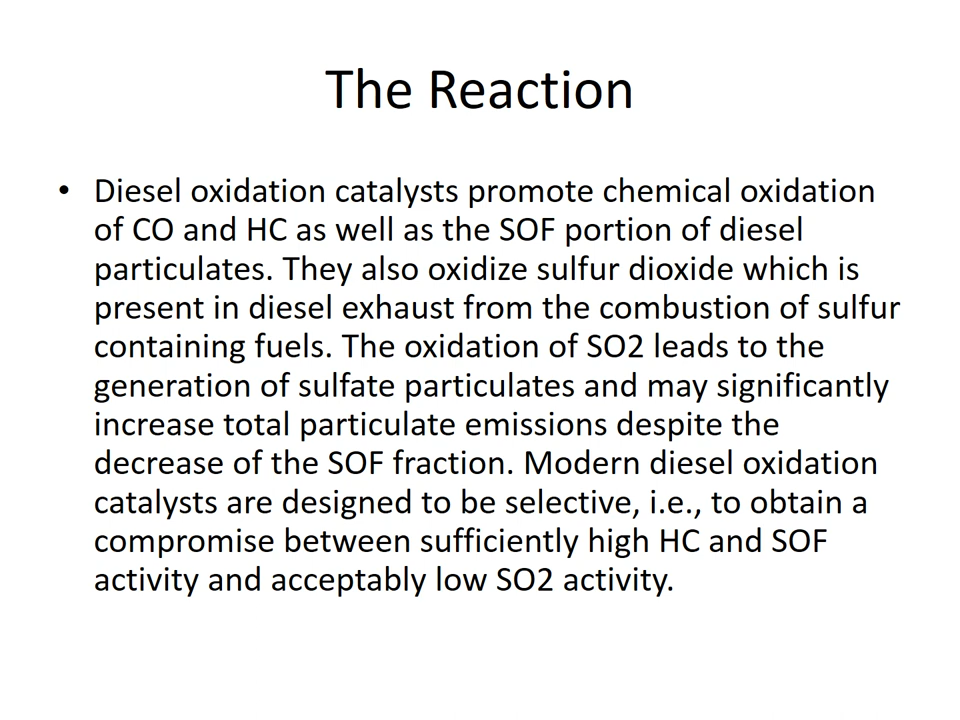 The Reaction
• Diesel oxidation catalysts promote chemical oxidation
of CO and HC as well as the SOF portion of diesel
particulates. They also oxidize sulfur dioxide which is
present in diesel exhaust from the combustion of sulfur
containing fuels. The oxidation of SO2 leads to the
generation of sulfate particulates and may significantly
increase total particulate emissions despite the
decrease of the SOF fraction. Modern diesel oxidation
catalysts are designed to be selective, i.e., to obtain a
compromise between sufficiently high HC and SOF
activity and acceptably low SO2 activity.